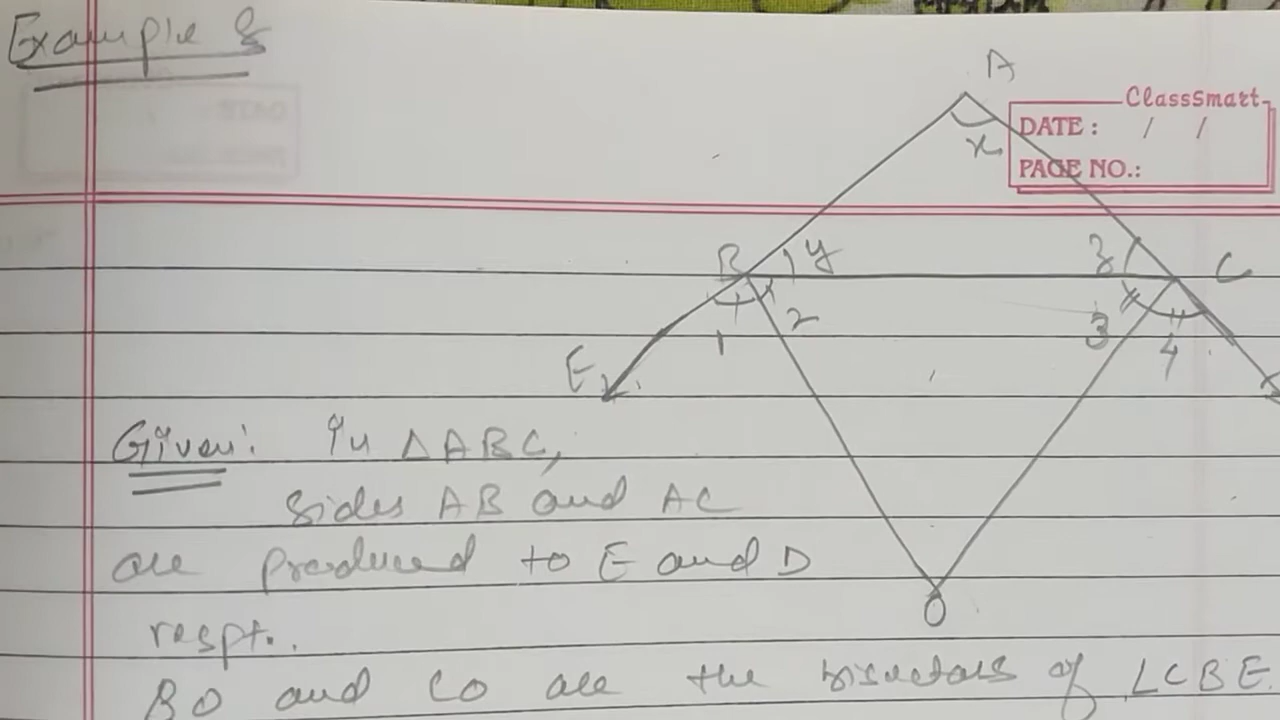 Example 8
A
ClassSmart
DATE: / /
PAGE NO.:
x
B y z C
1 2 3 4
E
Given: In △ABC,
sides AB and AC
are produced to E and D
respt..
O
BO and CO are the bisectors of ∠CBE